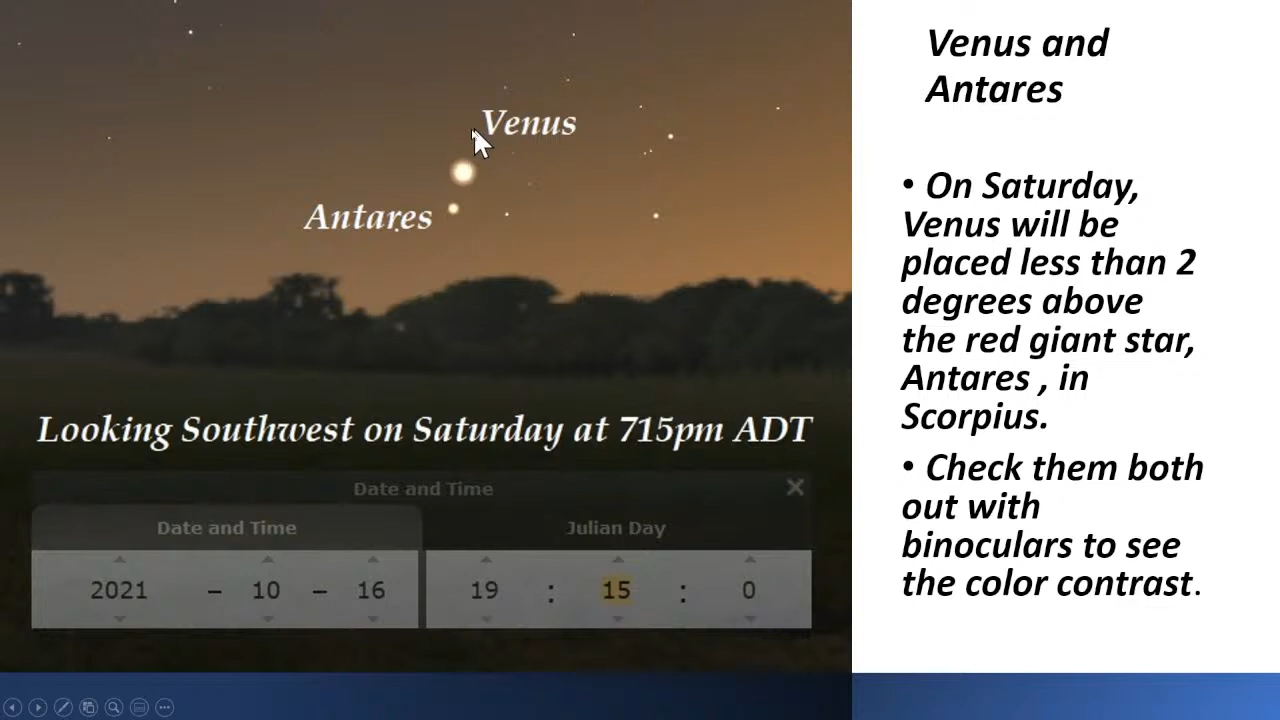 Venus
Antares
Looking Southwest on Saturday at 715pm ADT
Date and Time
Date and Time
Julian Day
2021 – 10 – 16
19 : 15 : 0
Venus and
Antares
• On Saturday,
Venus will be
placed less than 2
degrees above
the red giant star,
Antares , in
Scorpius.
• Check them both
out with
binoculars to see
the color contrast.